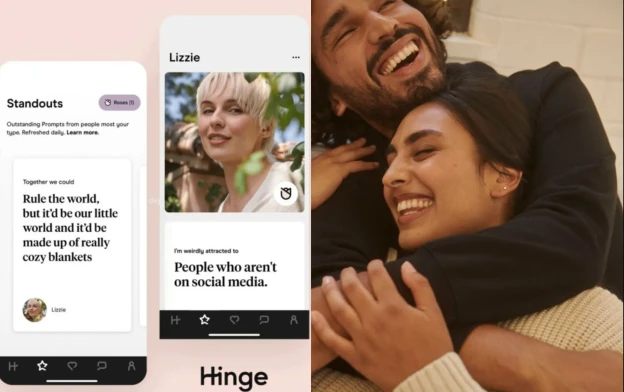 Standouts
Roses (1)
Outstanding Prompts from people most your
type. Refreshed daily. Learn more.
Together we could
Rule the world,
but it'd be our little
world and it'd be
made up of really
cozy blankets
Lizzie
Lizzie
I'm weirdly attracted to
People who aren't
on social media.
Hinge